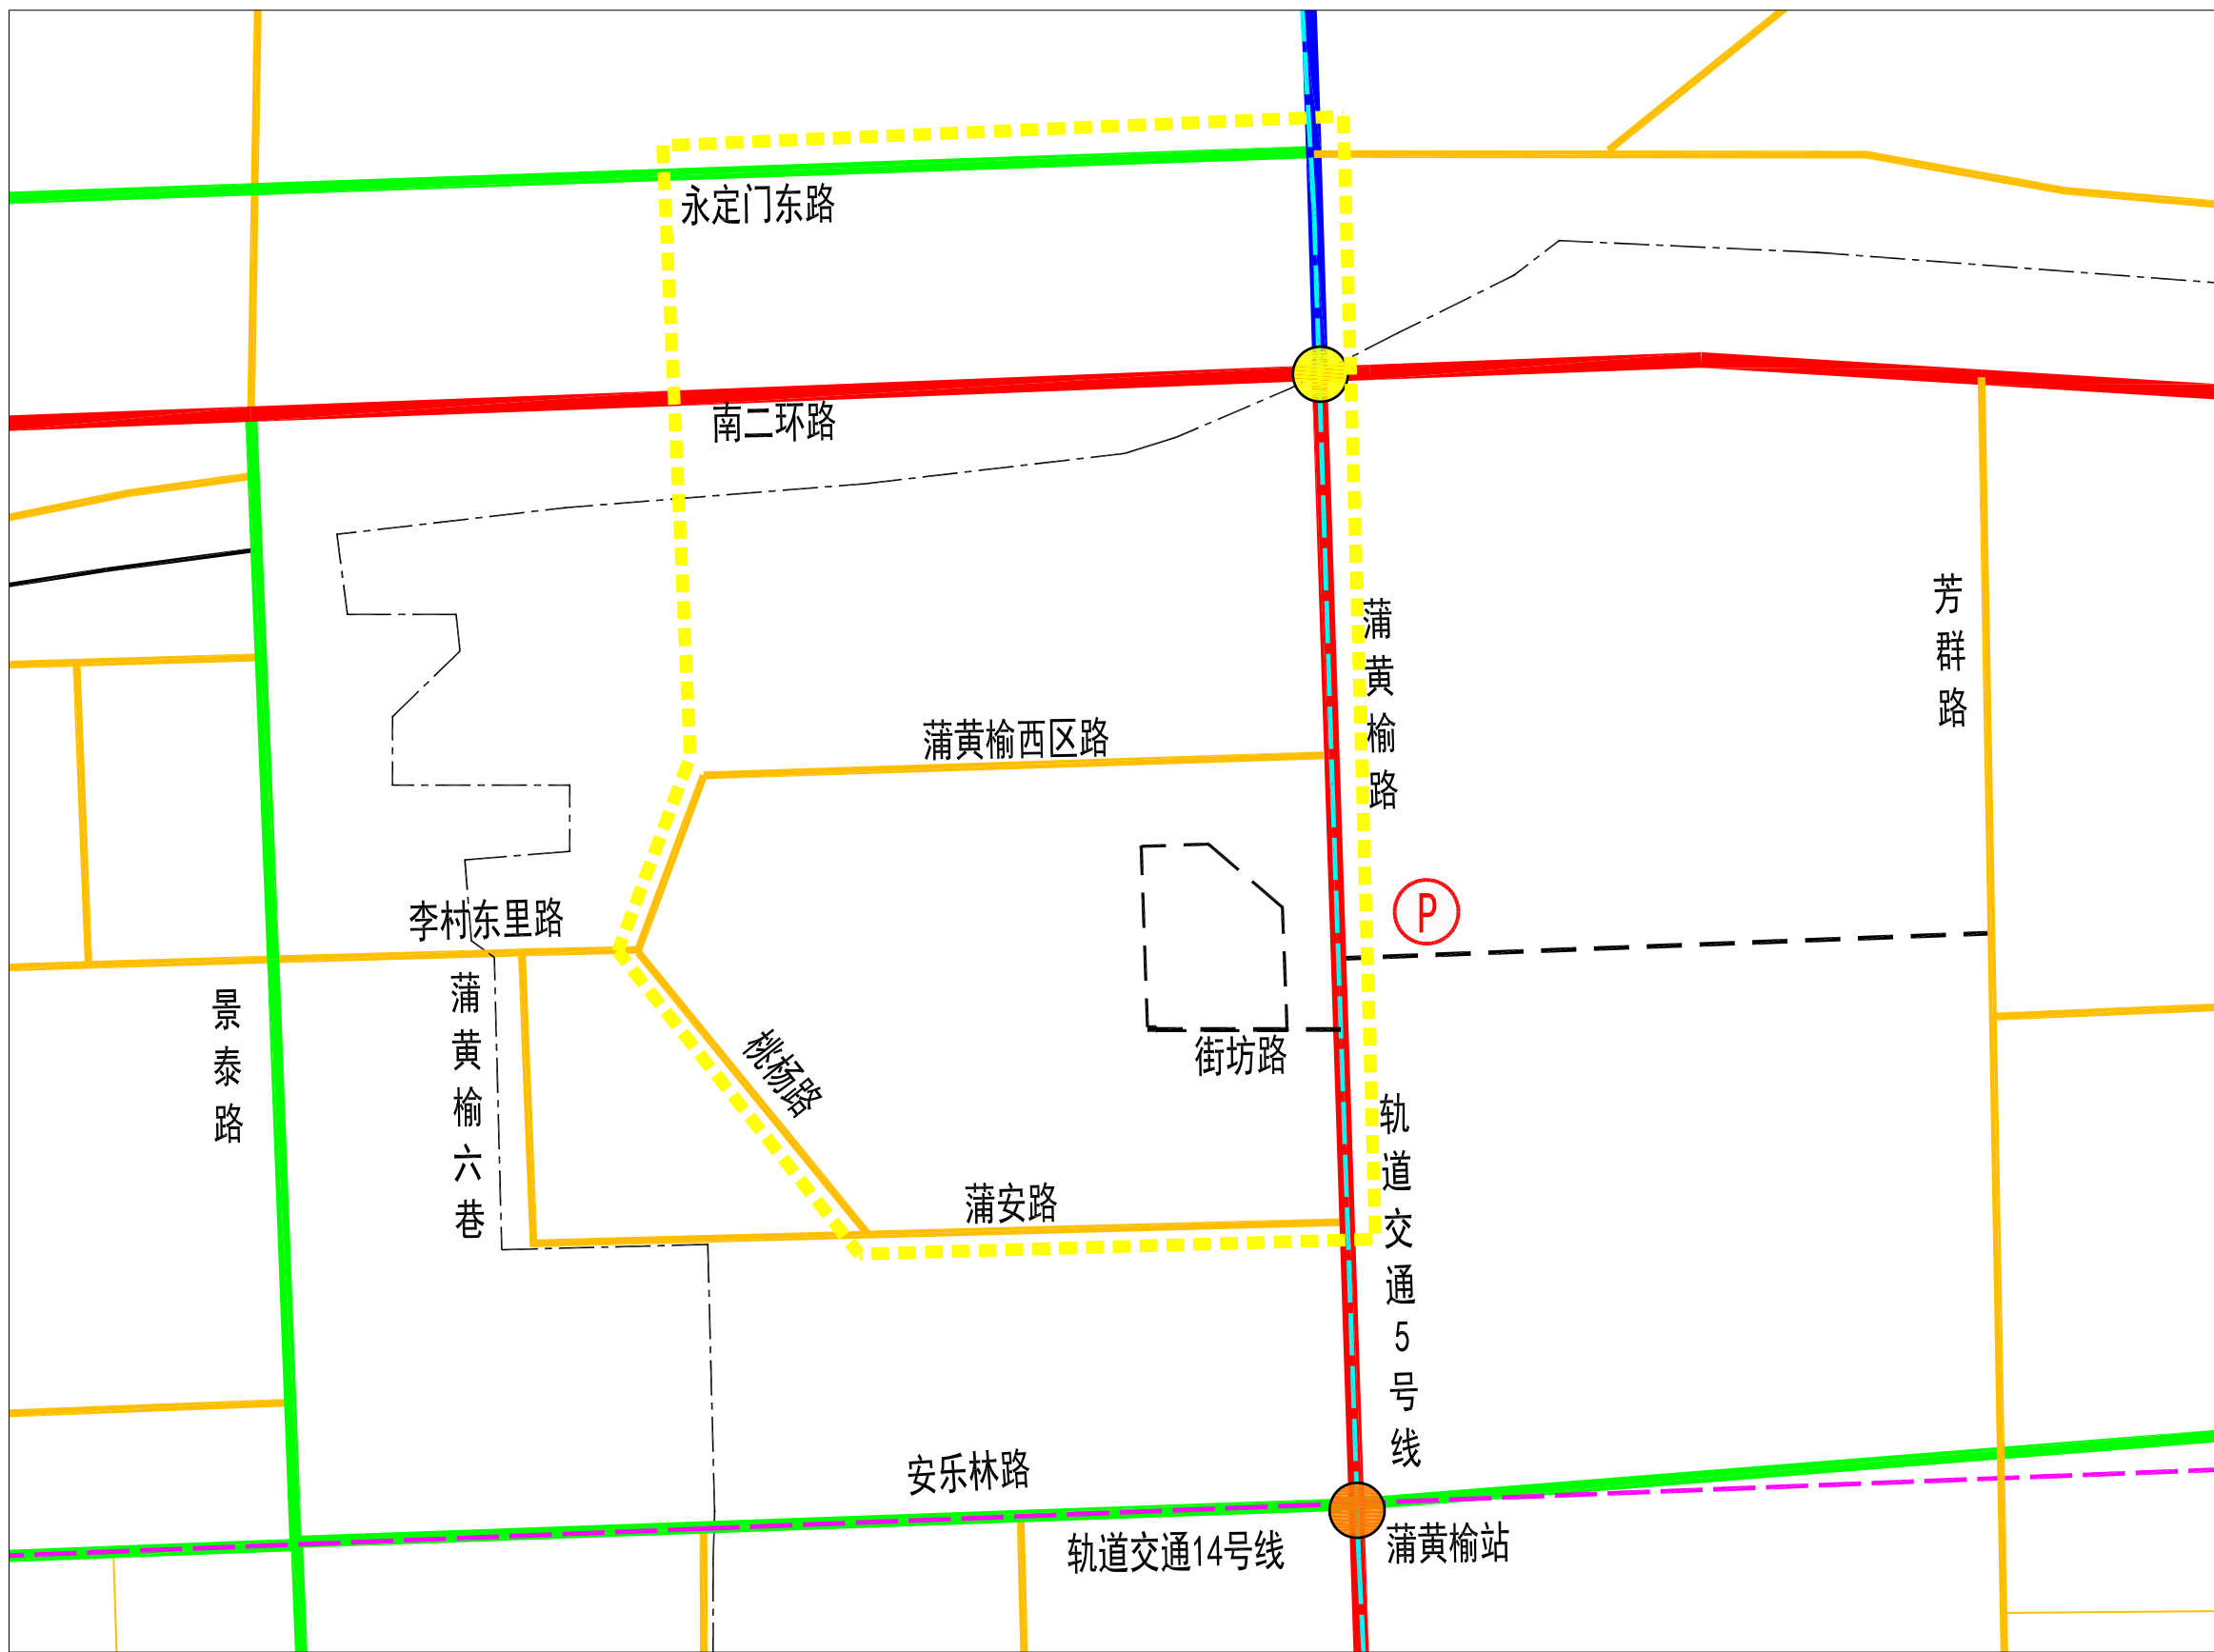 永定门东路
南二环路
芳群路
蒲黄榆路
蒲黄榆西区路
P
李村东里路
蒲黄榆六巷
景泰路
桃杨路
街坊路
轨道交通5号线
蒲安路
安乐林路
轨道交通14号线
蒲黄榆站